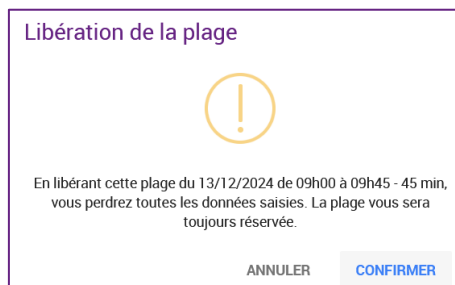 Libération de la plage
En libérant cette plage du 13/12/2024 de 09h00 à 09h45 - 45 min,
vous perdrez toutes les données saisies. La plage vous sera
toujours réservée.
ANNULER CONFIRMER